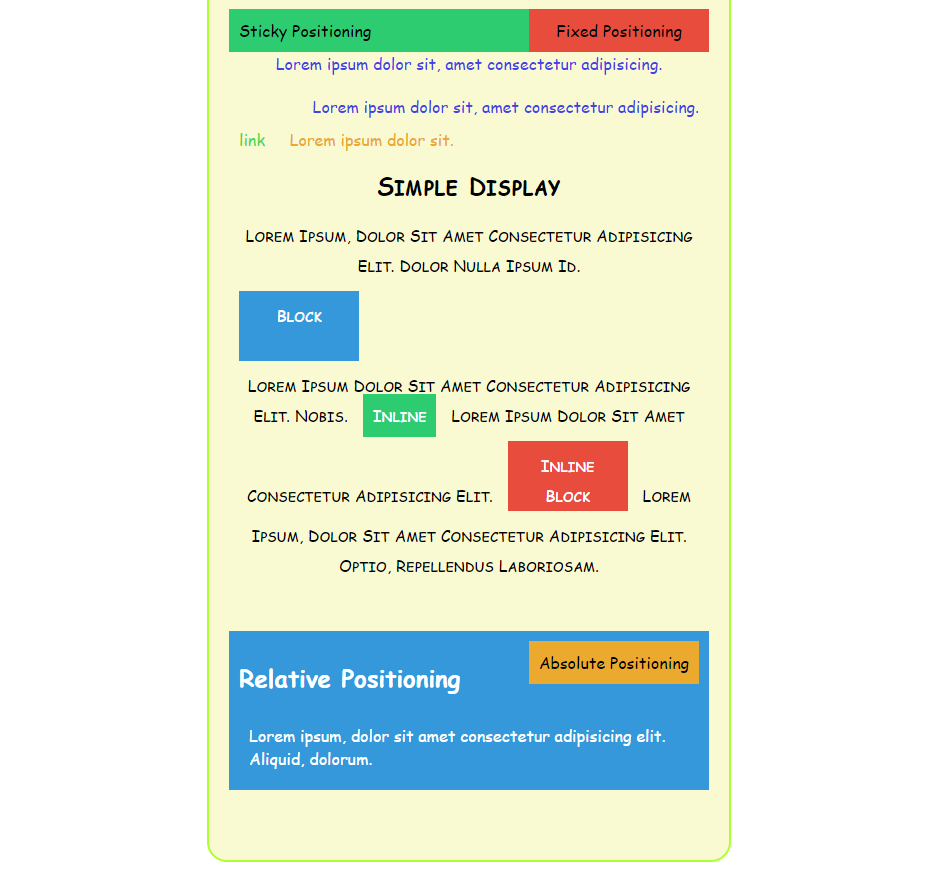 Sticky Positioning Fixed Positioning
Lorem ipsum dolor sit, amet consectetur adipisicing.
Lorem ipsum dolor sit, amet consectetur adipisicing.
link Lorem ipsum dolor sit.
Simple Display
Lorem Ipsum, Dolor Sit Amet Consectetur Adipisicing
Elit. Dolor Nulla Ipsum Id.
Block
Lorem Ipsum Dolor Sit Amet Consectetur Adipisicing
Elit. Nobis. Inline Lorem Ipsum Dolor Sit Amet
Inline
Consectetur Adipisicing Elit. Block Lorem
Ipsum, Dolor Sit Amet Consectetur Adipisicing Elit.
Optio, Repellendus Laboriosam.
Absolute Positioning
Relative Positioning
Lorem ipsum, dolor sit amet consectetur adipisicing elit.
Aliquid, dolorum.